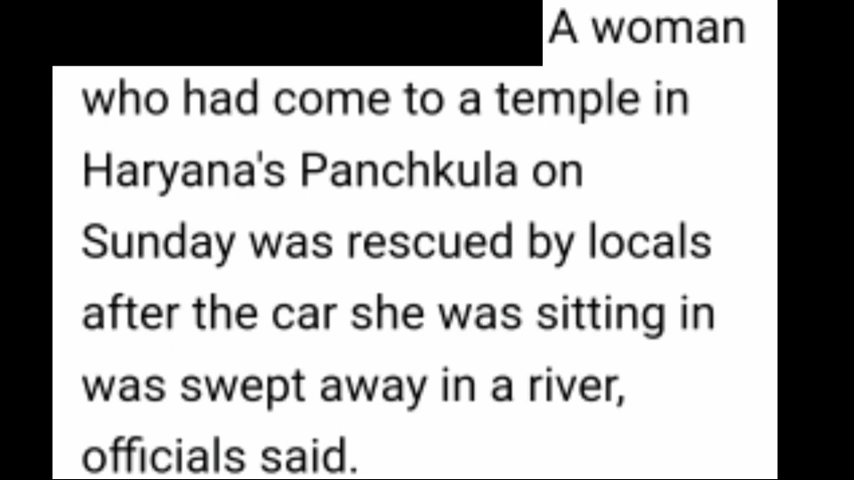 A woman
who had come to a temple in
Haryana's Panchkula on
Sunday was rescued by locals
after the car she was sitting in
was swept away in a river,
officials said.